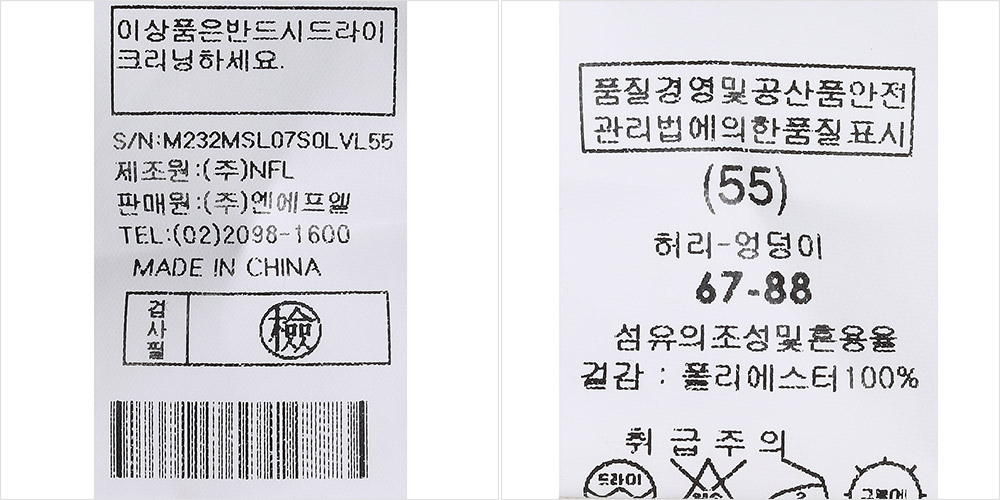 이상품은반드시드라이
크리닝하세요.
S/N:M232MSL07S0LVL55
제조원:(주)NFL
판매원:(주)엔에프엘
TEL:(02)2098-1600
MADE IN CHINA
검사필
檢
품질경영및공산품안전
관리법에의한품질표시
(55)
허리-엉덩이
67-88
섬유의조성및혼용율
겉감 : 폴리에스터100%
취급주의
드라이